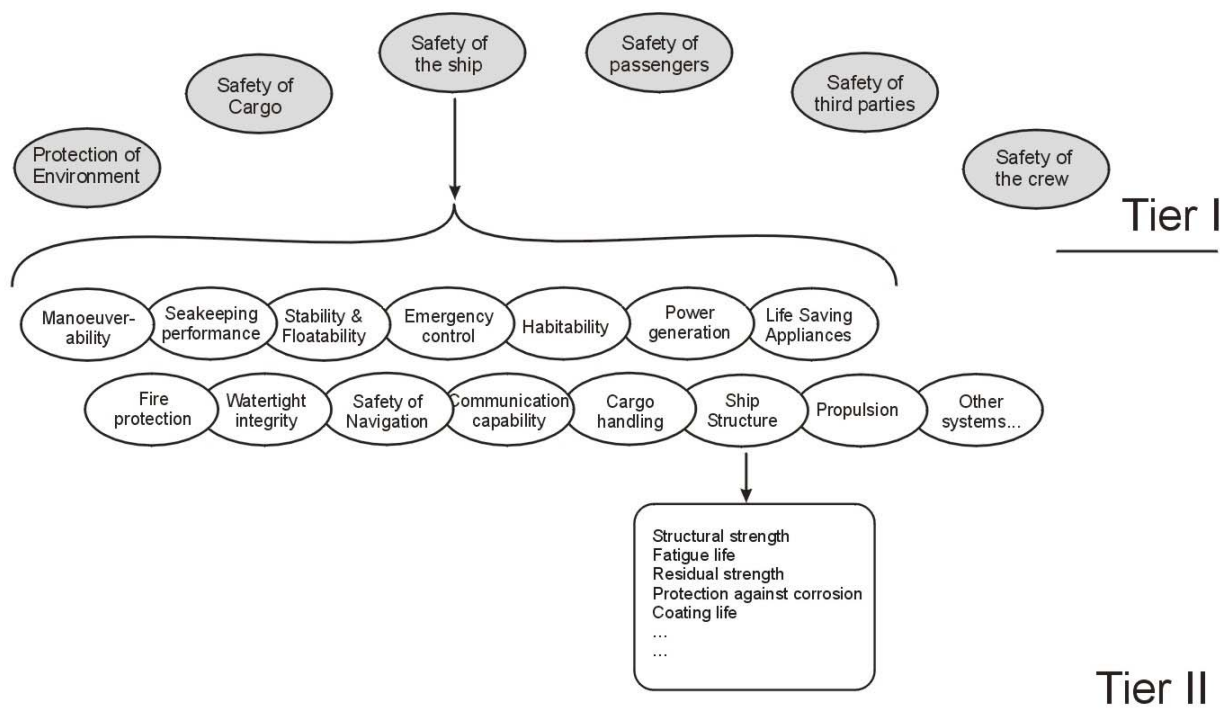 Safety of
the ship
Safety of
passengers
Safety of
Cargo
Safety of
third parties
Protection of
Environment
Safety of
the crew
Tier I
Manoeuver-
ability
Seakeeping
performance
Stability &
Floatability
Emergency
control
Habitability
Power
generation
Life Saving
Appliances
Fire
protection
Watertight
integrity
Safety of
Navigation
Communication
capability
Cargo
handling
Ship
Structure
Propulsion
Other
systems...
Structural strength
Fatigue life
Residual strength
Protection against corrosion
Coating life
...
...
Tier II